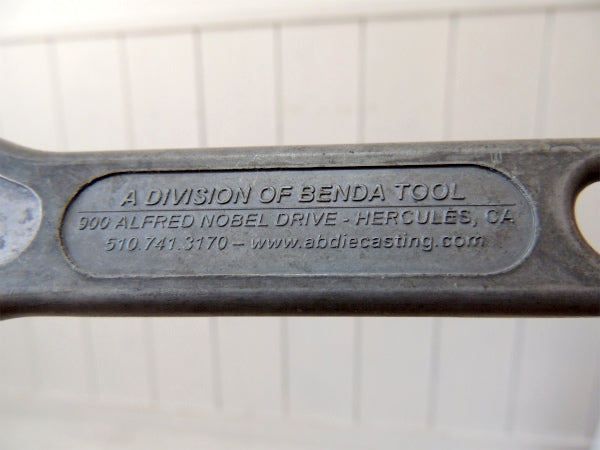 A DIVISION OF BENDA TOOL
900 ALFRED NOBEL DRIVE - HERCULES, CA
510.741.3170 – www.abdiecasting.com